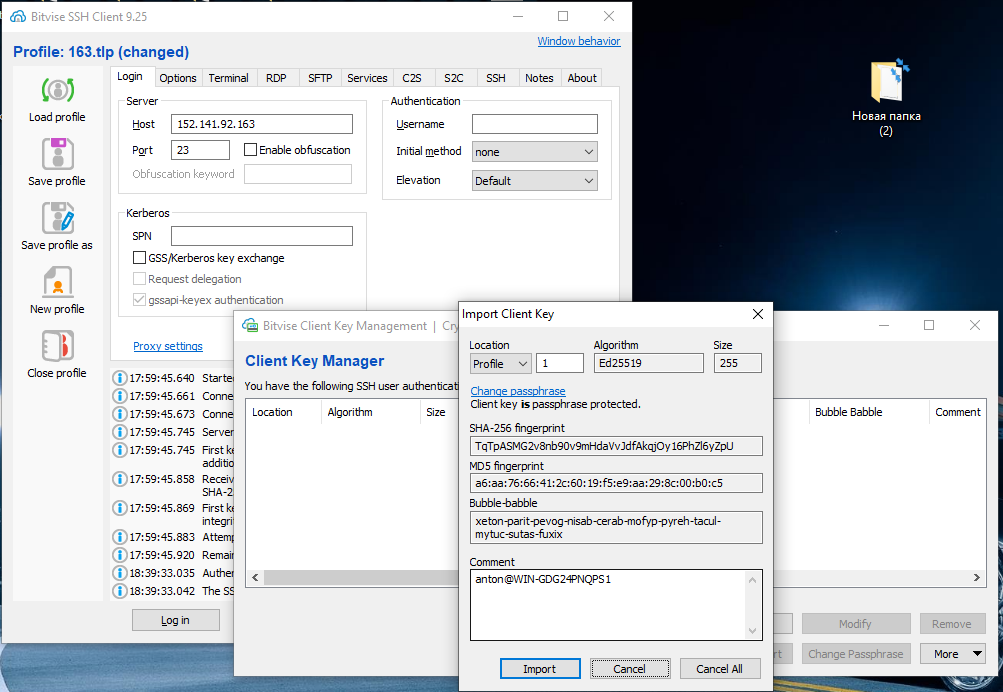 Bitvise SSH Client 9.25
Profile: 163.tlp (changed)
Window behavior
Load profile
Save profile
Save profile as
New profile
Close profile
Login Options Terminal RDP SFTP Services C2S S2C SSH Notes About
Server
Host 152.141.92.163
Port 23 Enable obfuscation
Obfuscation keyword
Authentication
Username
Initial method none
Elevation Default
Kerberos
SPN
GSS/Kerberos key exchange
Request delegation
gssapi-keyex authentication
Proxy settings
17:59:45.640 Starte
17:59:45.661 Conne
17:59:45.673 Conne
17:59:45.745 Server
17:59:45.745 First ke
additio
17:59:45.858 Receiv
SHA-2
17:59:45.869 First ke
integri
17:59:45.883 Attemp
17:59:45.920 Remai
18:39:33.035 Auther
18:39:33.042 The SS
Log in
Новая папка
(2)
Bitvise Client Key Management | Cry
Client Key Manager
You have the following SSH user authenticati
Location Algorithm Size Bubble Babble Comment
Modify Remove
rt Change Passphrase More
Import Client Key
Location Algorithm Size
Profile 1 Ed25519 255
Change passphrase
Client key is passphrase protected.
SHA-256 fingerprint
TqTpASMG2v8nb90v9mHdaVvJdfAkqjOy16PhZl6yZpU
MD5 fingerprint
a6:aa:76:66:41:2c:60:19:f5:e9:aa:29:8c:00:b0:c5
Bubble-babble
xeton-parit-pevog-nisab-cerab-mofyp-pyreh-tacul-
mytuc-sutas-fuxix
Comment
anton@WIN-GDG24PNQPS1
Import Cancel Cancel All